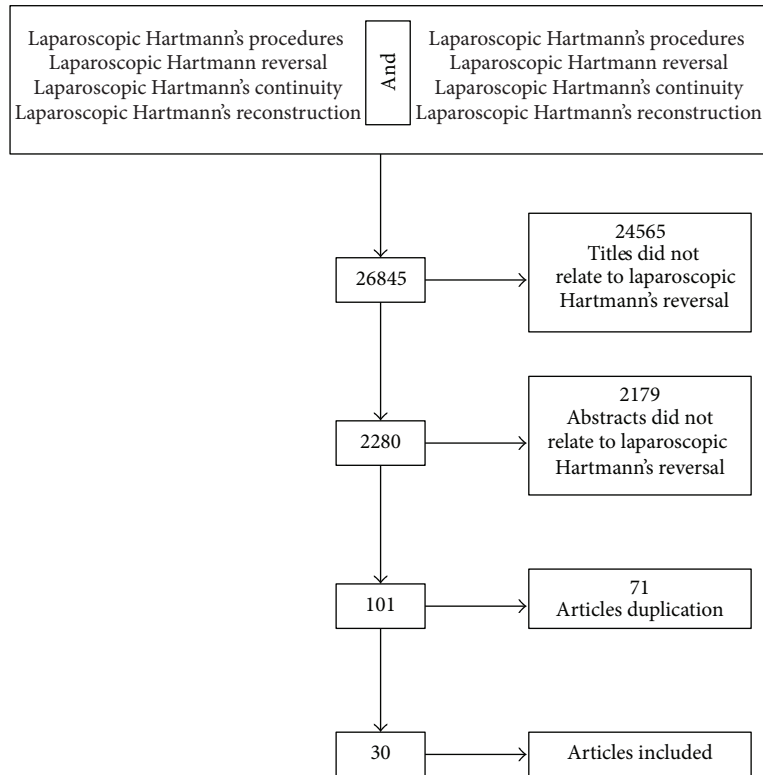 Laparoscopic Hartmann's procedures
Laparoscopic Hartmann reversal
Laparoscopic Hartmann's continuity
Laparoscopic Hartmann's reconstruction
And
Laparoscopic Hartmann's procedures
Laparoscopic Hartmann reversal
Laparoscopic Hartmann's continuity
Laparoscopic Hartmann's reconstruction
26845
24565
Titles did not
relate to laparoscopic
Hartmann's reversal
2280
2179
Abstracts did not
relate to laparoscopic
Hartmann's reversal
101
71
Articles duplication
30
Articles included